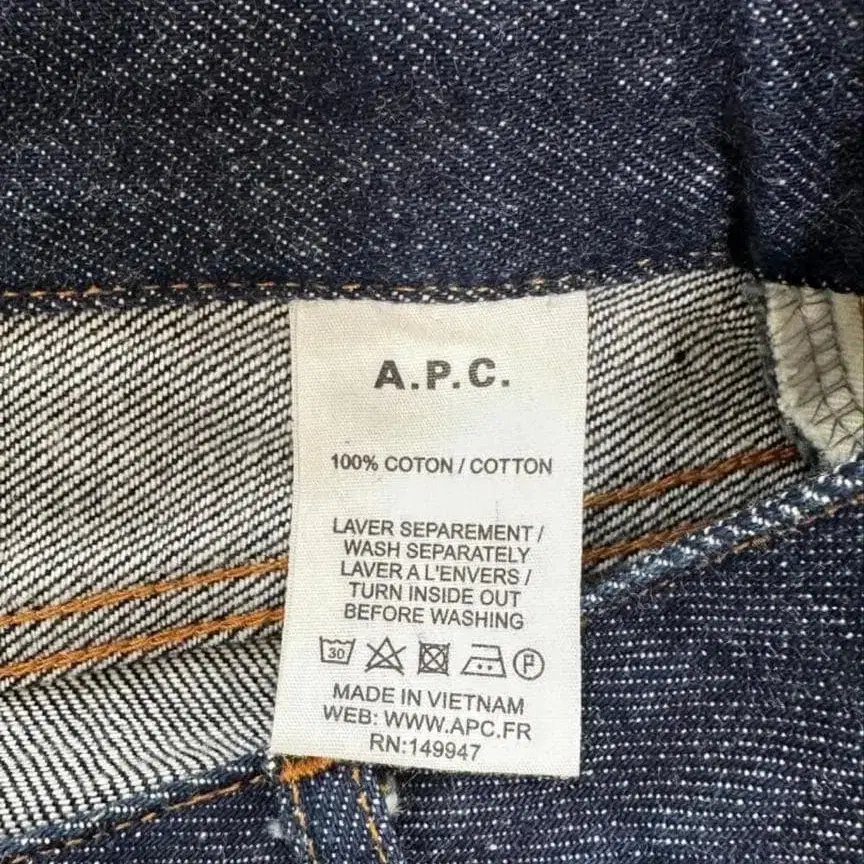 A.P.C.
100% COTON / COTTON
LAVER SEPAREMENT /
WASH SEPARATELY
LAVER A L'ENVERS /
TURN INSIDE OUT
BEFORE WASHING
30 P
MADE IN VIETNAM
WEB: WWW.APC.FR
RN:149947